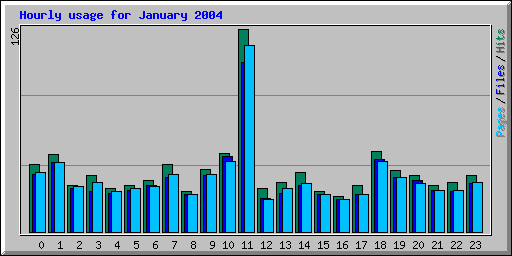 Hourly usage for January 2004
126
Pages / Files / Hits
0 1 2 3 4 5 6 7 8 9 10 11 12 13 14 15 16 17 18 19 20 21 22 23